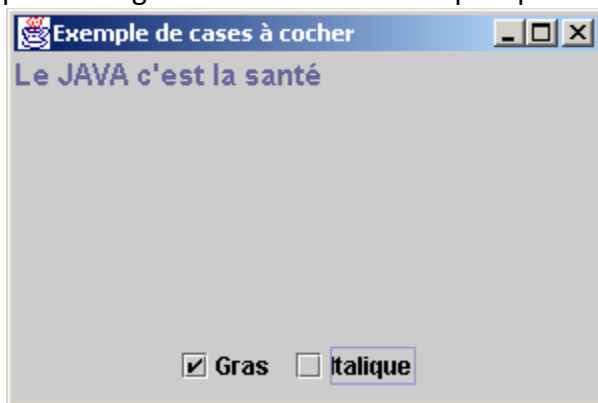 Exemple de cases à cocher
Le JAVA c'est la santé
Gras Italique